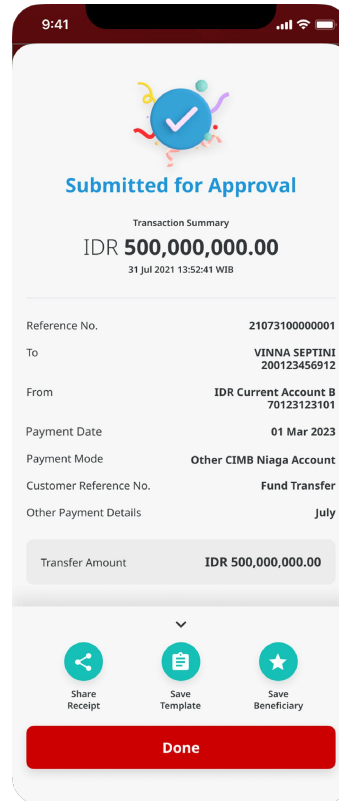 9:41
Submitted for Approval
Transaction Summary
IDR 500,000,000.00
31 Jul 2021 13:52:41 WIB
Reference No. 21073100000001
To VINNA SEPTINI
200123456912
From IDR Current Account B
70123123101
Payment Date 01 Mar 2023
Payment Mode Other CIMB Niaga Account
Customer Reference No. Fund Transfer
Other Payment Details July
Transfer Amount IDR 500,000,000.00
Share Save Save
Receipt Template Beneficiary
Done